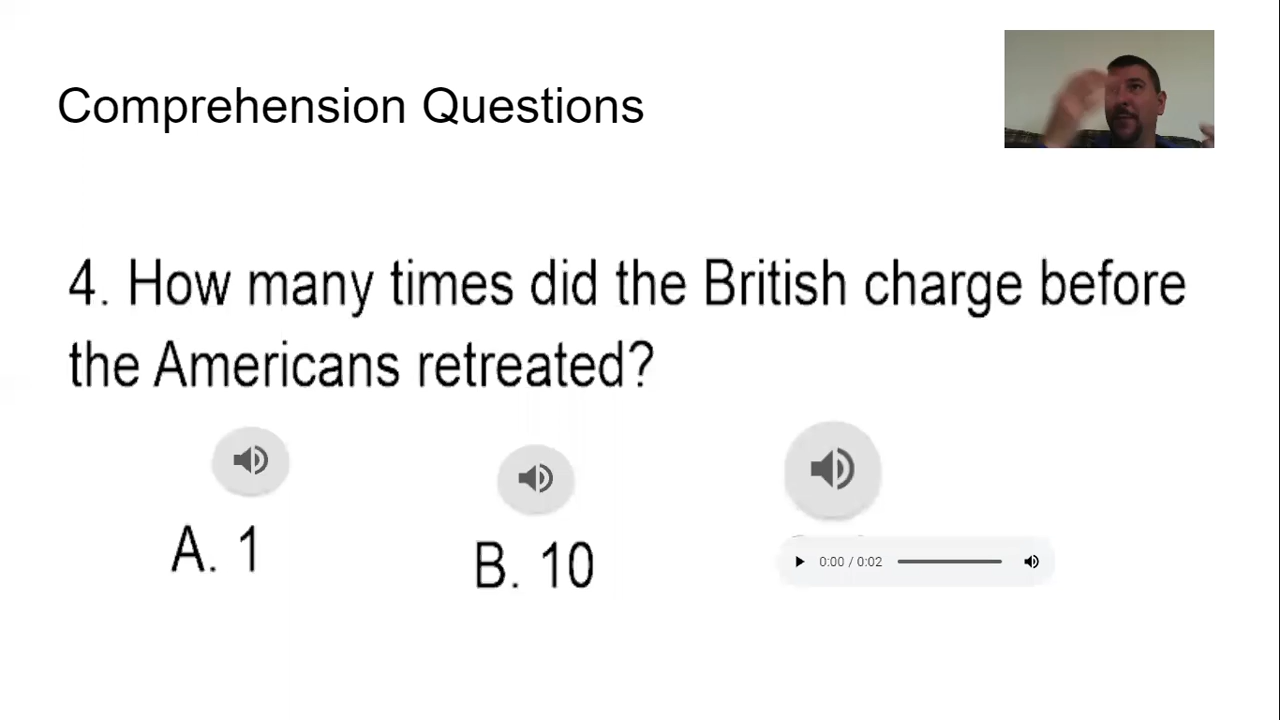 Comprehension Questions
4. How many times did the British charge before
the Americans retreated?
A. 1
B. 10
0:00 / 0:02